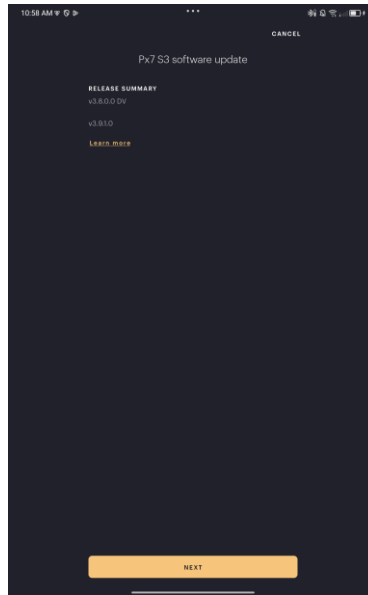 10:58 AM
CANCEL
Px7 S3 software update
RELEASE SUMMARY
v3.8.0.0 DV
v3.9.1.0
Learn more
NEXT